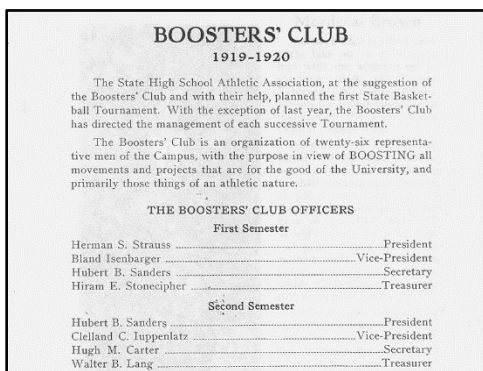 BOOSTERS' CLUB
1919-1920
The State High School Athletic Association, at the suggestion of
the Boosters' Club and with their help, planned the first State Basket-
ball Tournament. With the exception of last year, the Boosters' Club
has directed the management of each successive Tournament.
The Boosters' Club is an organization of twenty-six representa-
tive men of the Campus, with the purpose in view of BOOSTING all
movements and projects that are for the good of the University, and
primarily those things of an athletic nature.
THE BOOSTERS' CLUB OFFICERS
First Semester
Herman S. Strauss ........ President
Bland Isenbarger ........ Vice-President
Hubert B. Sanders ........ Secretary
Hiram E. Stonecipher ........ Treasurer
Second Semester
Hubert B. Sanders ........ President
Clelland C. Iuppenlatz ........ Vice-President
Hugh M. Carter ........ Secretary
Walter B. Lang ........ Treasurer